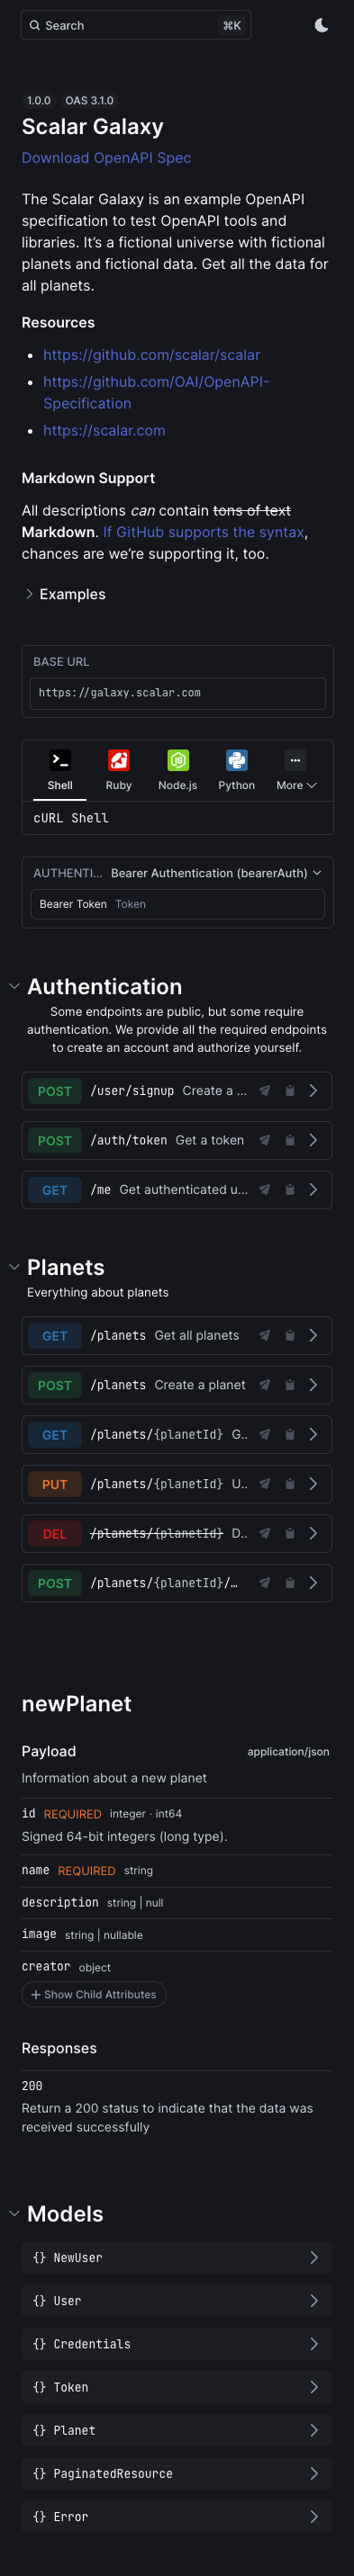 Search ⌘K
1.0.0 OAS 3.1.0
Scalar Galaxy
Download OpenAPI Spec
The Scalar Galaxy is an example OpenAPI
specification to test OpenAPI tools and
libraries. It's a fictional universe with fictional
planets and fictional data. Get all the data for
all planets.
Resources
• https://github.com/scalar/scalar
• https://github.com/OAI/OpenAPI-
Specification
• https://scalar.com
Markdown Support
All descriptions can contain tons of text
Markdown. If GitHub supports the syntax,
chances are we're supporting it, too.
Examples
BASE URL
https://galaxy.scalar.com
Shell Ruby Node.js Python More
cURL Shell
AUTHENTI... Bearer Authentication (bearerAuth)
Bearer Token Token
Authentication
Some endpoints are public, but some require
authentication. We provide all the required endpoints
to create an account and authorize yourself.
POST /user/signup Create a ...
POST /auth/token Get a token
GET /me Get authenticated u...
Planets
Everything about planets
GET /planets Get all planets
POST /planets Create a planet
GET /planets/{planetId} G..
PUT /planets/{planetId} U..
DEL /planets/{planetId} D..
POST /planets/{planetId}/…
newPlanet
Payload application/json
Information about a new planet
id REQUIRED integer · int64
Signed 64-bit integers (long type).
name REQUIRED string
description string | null
image string | nullable
creator object
+ Show Child Attributes
Responses
200
Return a 200 status to indicate that the data was
received successfully
Models
{} NewUser
{} User
{} Credentials
{} Token
{} Planet
{} PaginatedResource
{} Error